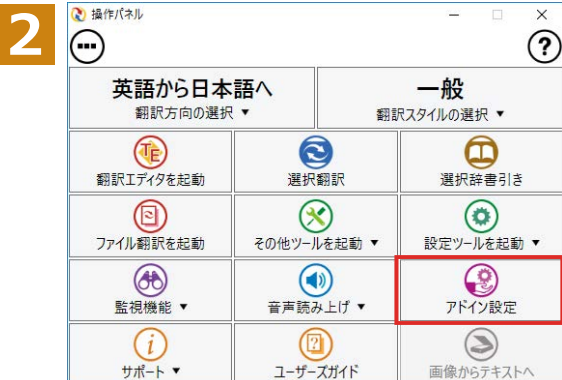 2
操作パネル
英語から日本語へ
翻訳方向の選択 ▼
一般
翻訳スタイルの選択 ▼
TE
翻訳エディタを起動
選択翻訳
選択辞書引き
ファイル翻訳を起動
その他ツールを起動 ▼
設定ツールを起動 ▼
監視機能 ▼
音声読み上げ ▼
アドイン設定
サポート ▼
ユーザーズガイド
画像からテキストへ